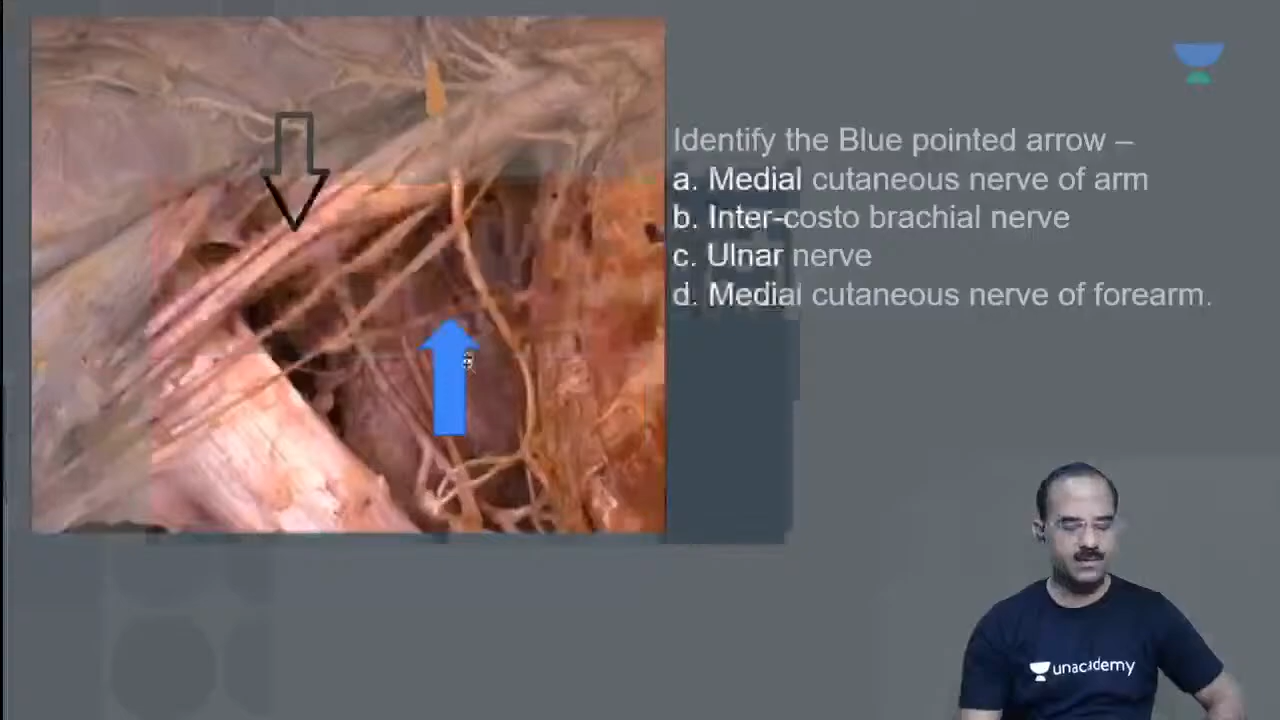 Identify the Blue pointed arrow –
a. Medial cutaneous nerve of arm
b. Inter-costo brachial nerve
c. Ulnar nerve
d. Medial cutaneous nerve of forearm.
unacademy